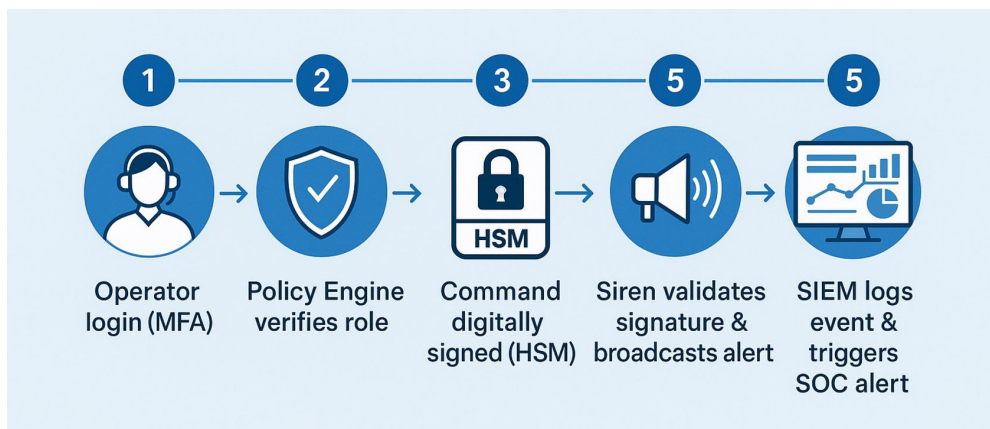 1
2
3
5
5
HSM
Operator
login (MFA)
Policy Engine
verifies role
Command
digitally
signed (HSM)
Siren validates
signature &
broadcasts alert
SIEM logs
event &
triggers
SOC alert